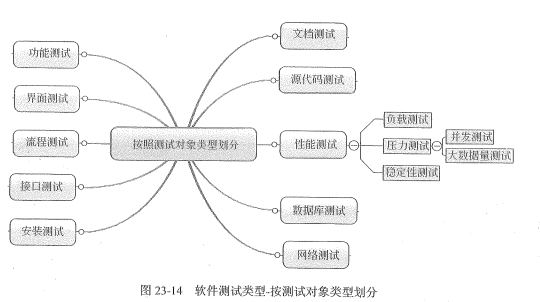 功能测试
界面测试
流程测试
接口测试
安装测试
按照测试对象类型划分
文档测试
源代码测试
性能测试
负载测试
压力测试
稳定性测试
并发测试
大数据量测试
数据库测试
网络测试
图 23-14 软件测试类型-按测试对象类型划分